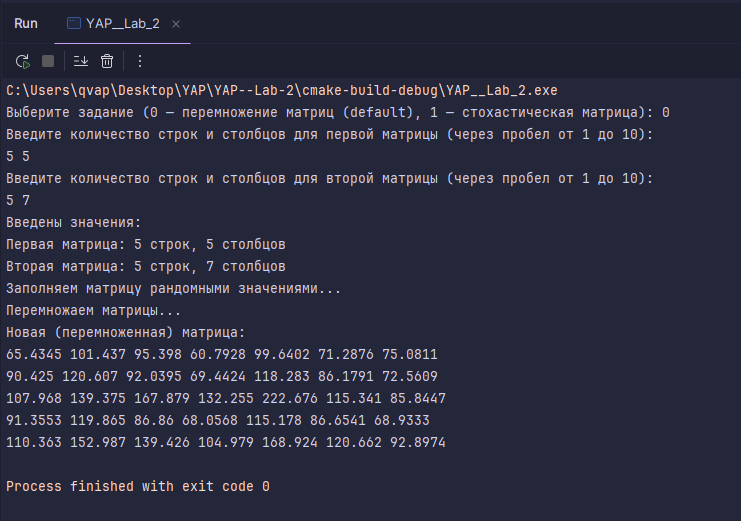 Run YAP__Lab_2
C:\Users\qvap\Desktop\YAP\YAP--Lab-2\cmake-build-debug\YAP__Lab_2.exe
Выберите задание (0 — перемножение матриц (default), 1 — стохастическая матрица): 0
Введите количество строк и столбцов для первой матрицы (через пробел от 1 до 10):
5 5
Введите количество строк и столбцов для второй матрицы (через пробел от 1 до 10):
5 7
Введены значения:
Первая матрица: 5 строк, 5 столбцов
Вторая матрица: 5 строк, 7 столбцов
Заполняем матрицу рандомными значениями...
Перемножаем матрицы...
Новая (перемноженная) матрица:
65.4345 101.437 95.398 60.7928 99.6402 71.2876 75.0811
90.425 120.607 92.0395 69.4424 118.283 86.1791 72.5609
107.968 139.375 167.879 132.255 222.676 115.341 85.8447
91.3553 119.865 86.86 68.0568 115.178 86.6541 68.9333
110.363 152.987 139.426 104.979 168.924 120.662 92.8974
Process finished with exit code 0